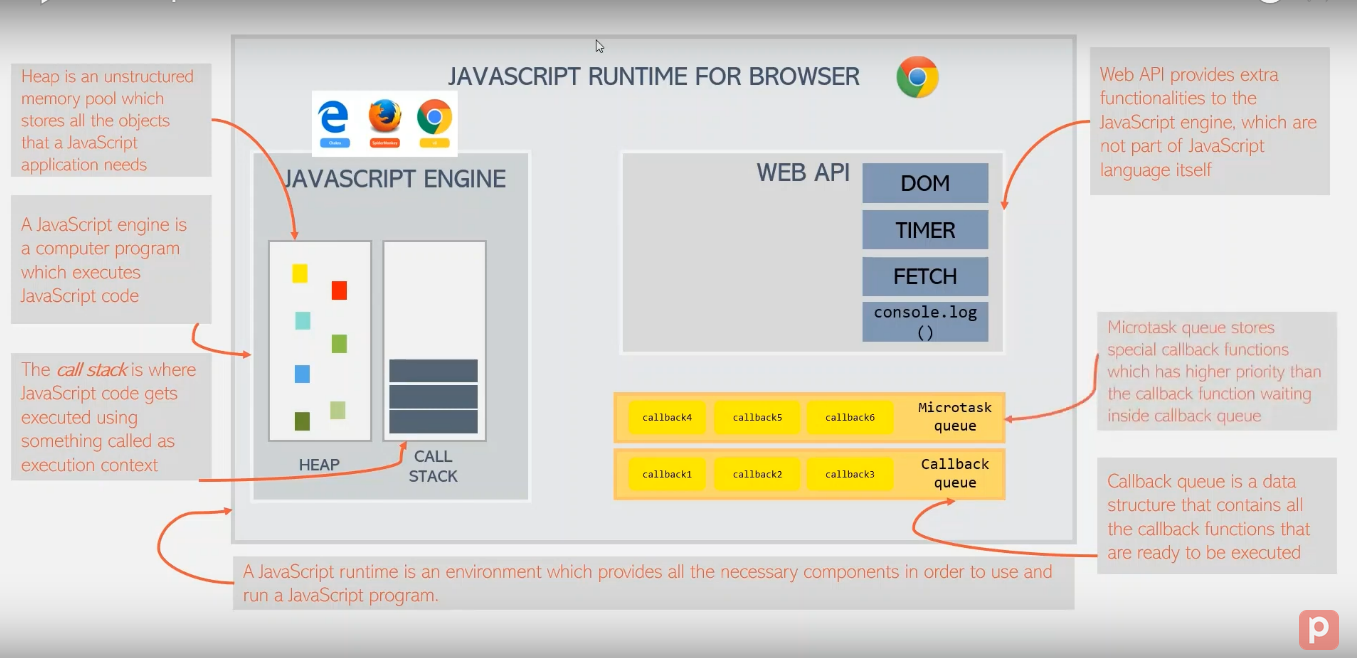 JAVASCRIPT RUNTIME FOR BROWSER
Heap is an unstructured
memory pool which
stores all the objects
that a JavaScript
application needs
A JavaScript engine is
a computer program
which executes
JavaScript code
The call stack is where
JavaScript code gets
executed using
something called as
execution context
JAVASCRIPT ENGINE
HEAP
CALL
STACK
WEB API
DOM
TIMER
FETCH
console.log
()
callback4
callback5
callback6
Microtask
queue
callback1
callback2
callback3
Callback
queue
Web API provides extra
functionalities to the
JavaScript engine, which are
not part of JavaScript
language itself
Microtask queue stores
special callback functions
which has higher priority than
the callback function waiting
inside callback queue
Callback queue is a data
structure that contains all
the callback functions that
are ready to be executed
A JavaScript runtime is an environment which provides all the necessary components in order to use and
run a JavaScript program.
p